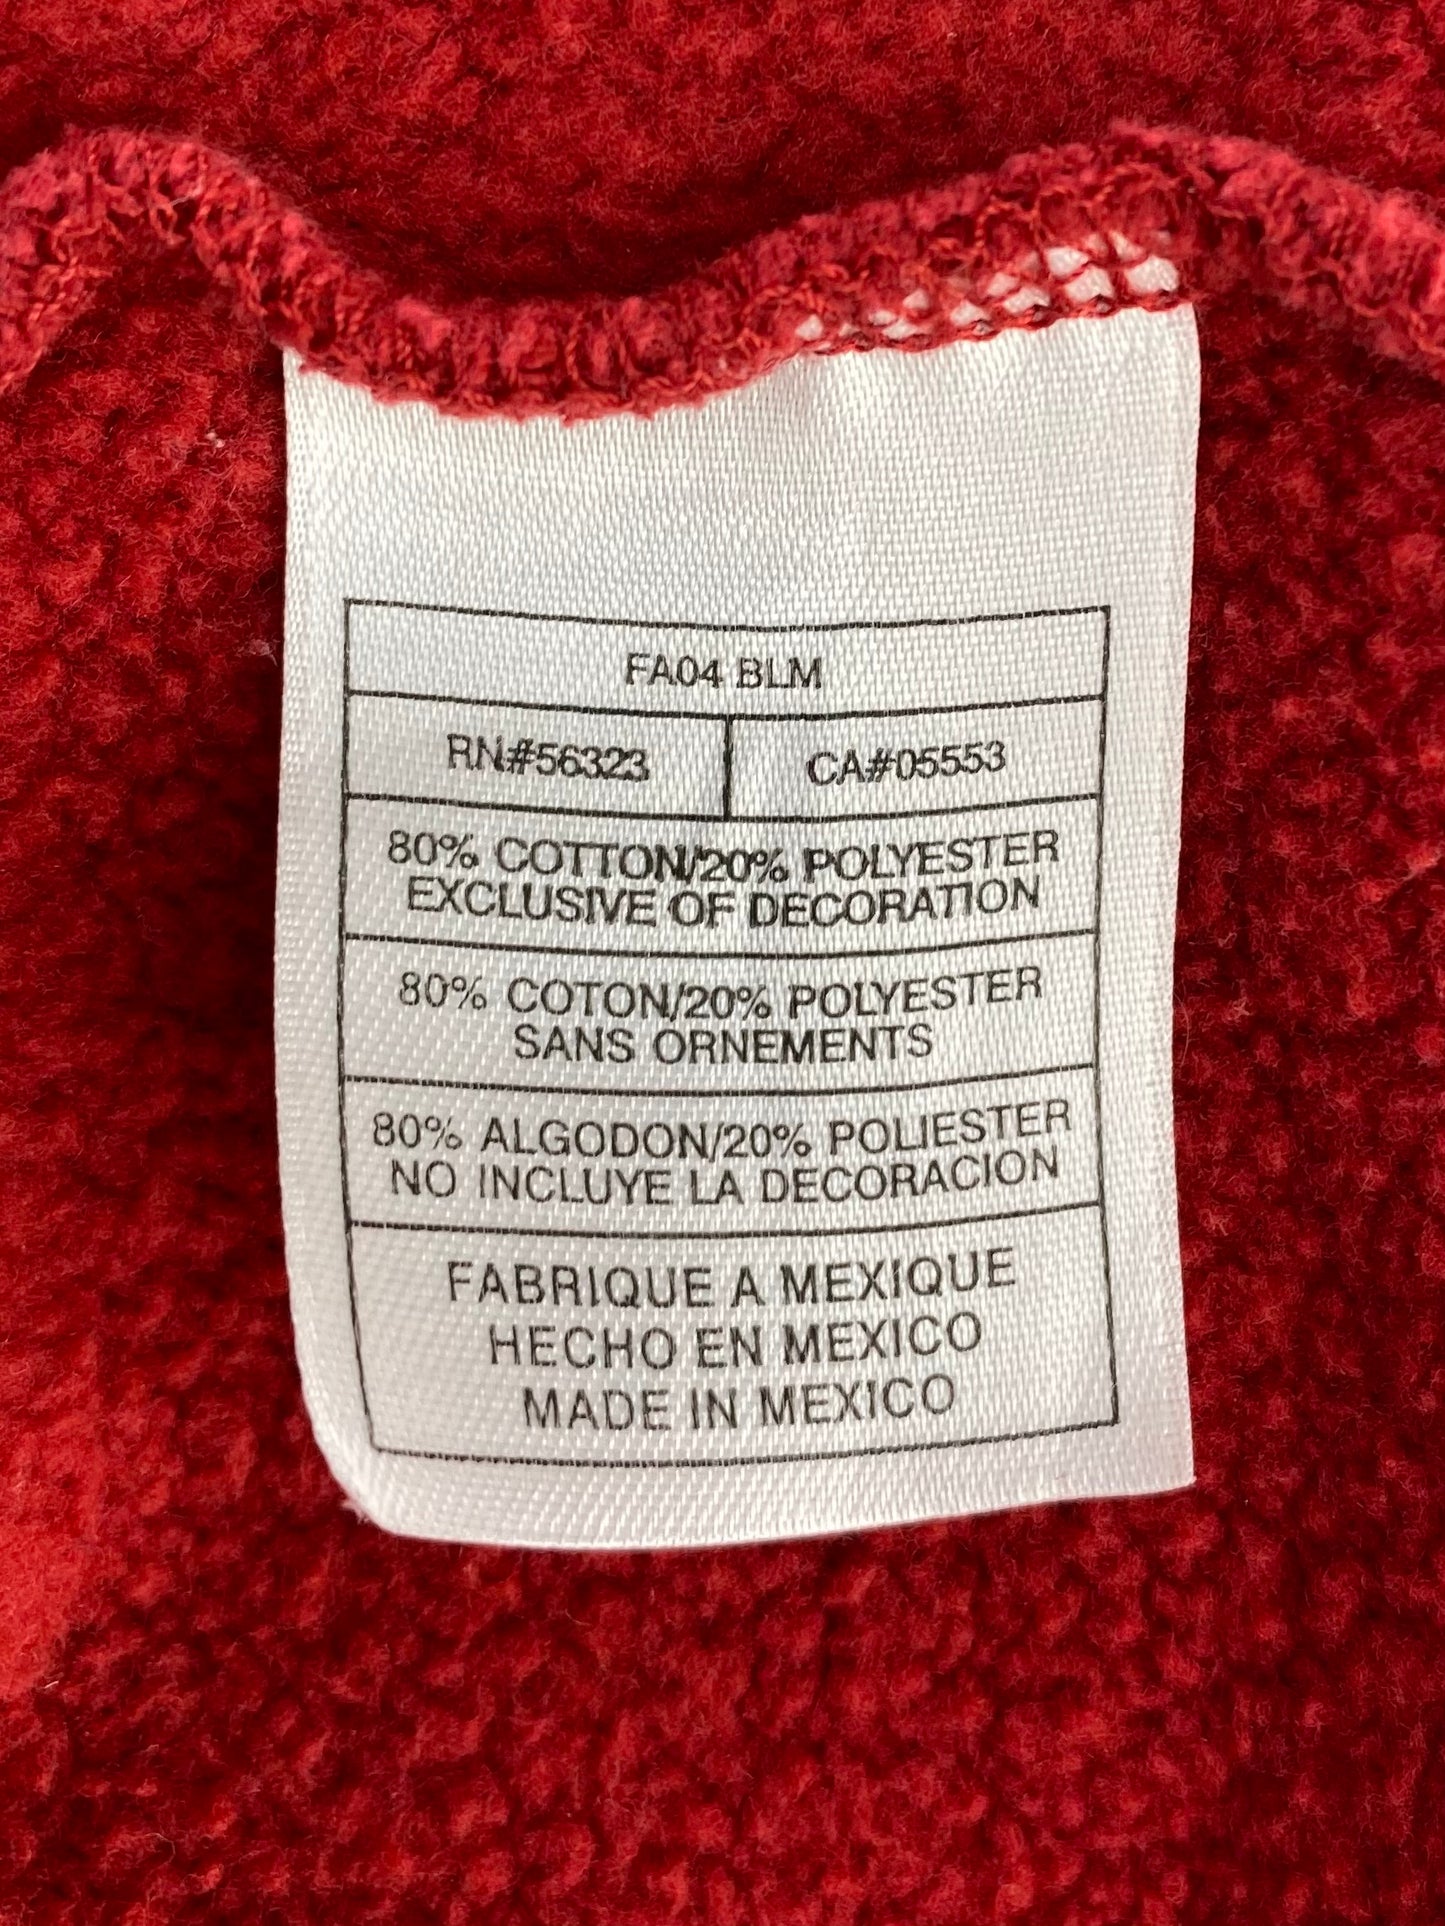 FA04 BLM
RN#56323 CA#05553
80% COTTON/20% POLYESTER
EXCLUSIVE OF DECORATION
80% COTON/20% POLYESTER
SANS ORNEMENTS
80% ALGODON/20% POLIESTER
NO INCLUYE LA DECORACION
FABRIQUE A MEXIQUE
HECHO EN MEXICO
MADE IN MEXICO